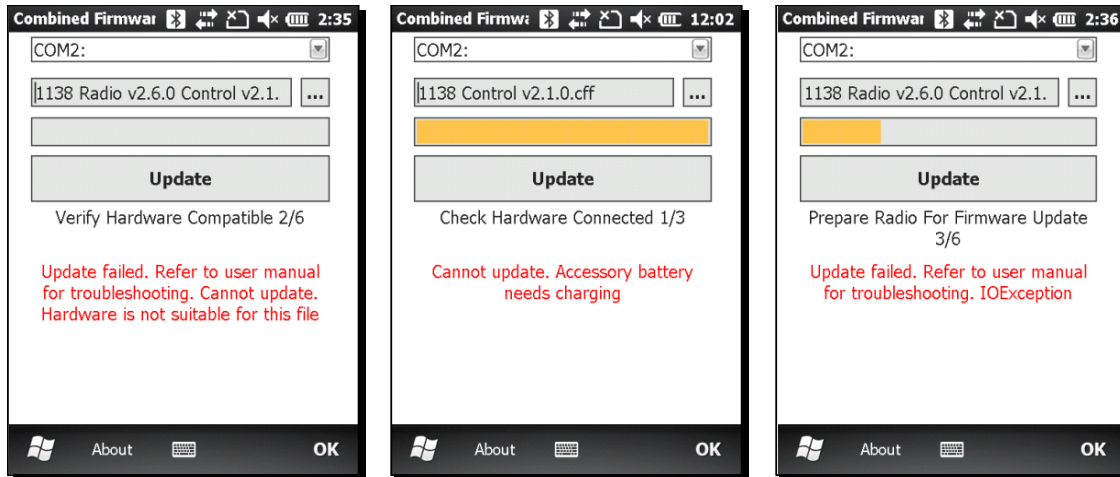 Combined Firmwar 2:35
COM2:
1138 Radio v2.6.0 Control v2.1. ...
Update
Verify Hardware Compatible 2/6
Update failed. Refer to user manual
for troubleshooting. Cannot update.
Hardware is not suitable for this file
About OK
Combined Firmw 12:02
COM2:
1138 Control v2.1.0.cff ...
Update
Check Hardware Connected 1/3
Cannot update. Accessory battery
needs charging
About OK
Combined Firmwar 2:36
COM2:
1138 Radio v2.6.0 Control v2.1. ...
Update
Prepare Radio For Firmware Update
3/6
Update failed. Refer to user manual
for troubleshooting. IOException
About OK